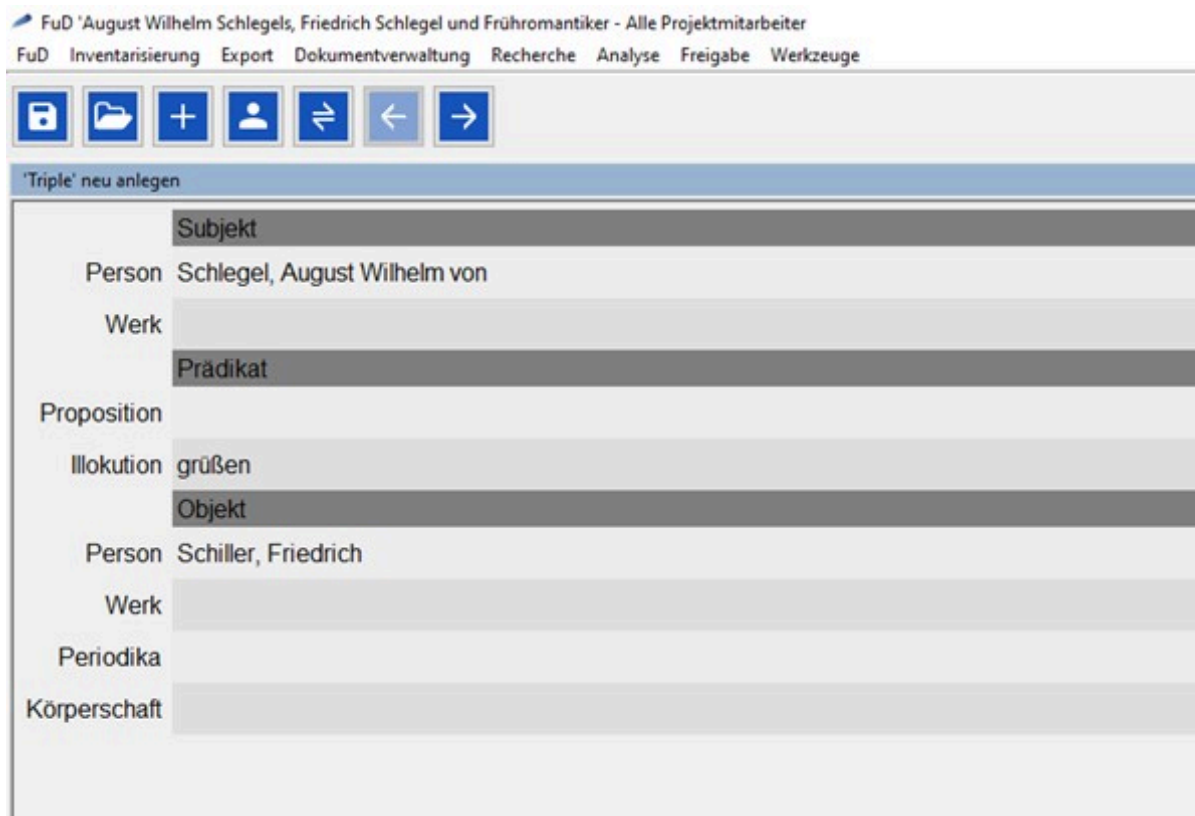 FuD 'August Wilhelm Schlegels, Friedrich Schlegel und Frühromantiker - Alle Projektmitarbeiter
FuD Inventarisierung Export Dokumentverwaltung Recherche Analyse Freigabe Werkzeuge
'Triple' neu anlegen
Subjekt
Person Schlegel, August Wilhelm von
Werk
Prädikat
Proposition
Illokution grüßen
Objekt
Person Schiller, Friedrich
Werk
Periodika
Körperschaft